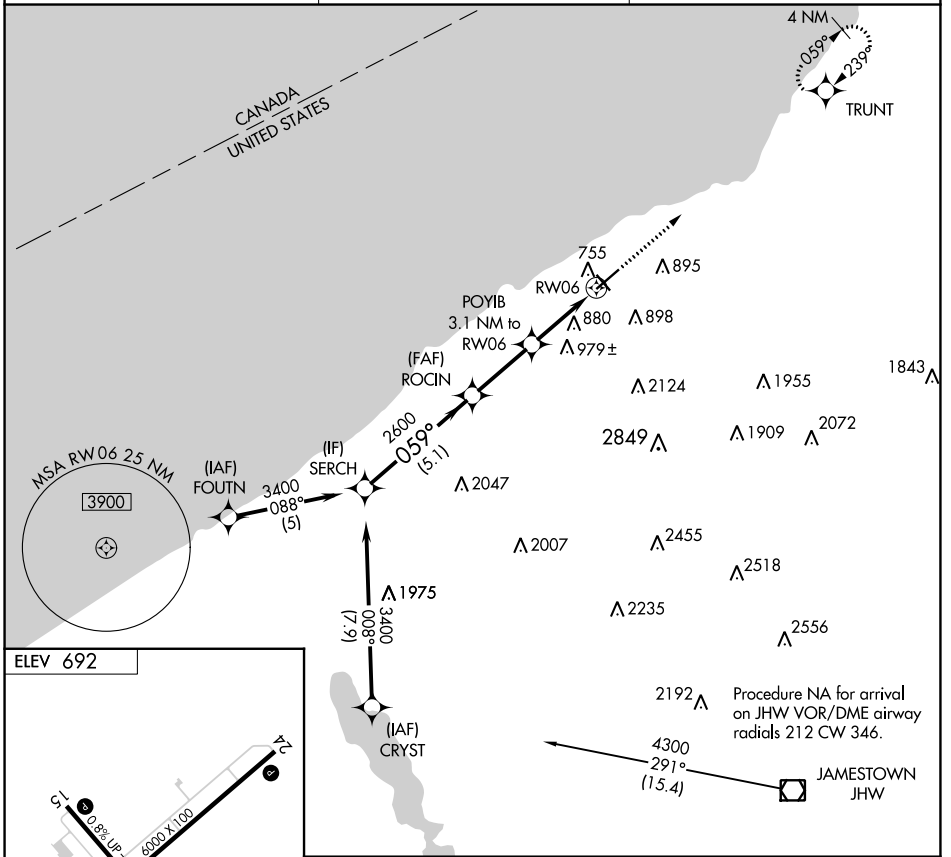 4 NM
059°
239°
TRUNT
CANADA
UNITED STATES
755
895
RW06
POYIB
3.1 NM to
RW06
880
898
979±
(FAF)
ROCIN
2124
1955
1843
2600
059°
(5.1)
2849
1909
2072
MSA RW06 25 NM
3900
(IAF)
FOUTN
3400
088°
(5)
(IF)
SERCH
2047
2007
2455
2518
1975
3400
008°
(7.9)
2235
2556
ELEV 692
2192
Procedure NA for arrival
on JHW VOR/DME airway
radials 212 CW 346.
(IAF)
CRYST
4300
291°
(15.4)
JAMESTOWN
JHW
24
P
15
P
0.8% UP
6000 X 100